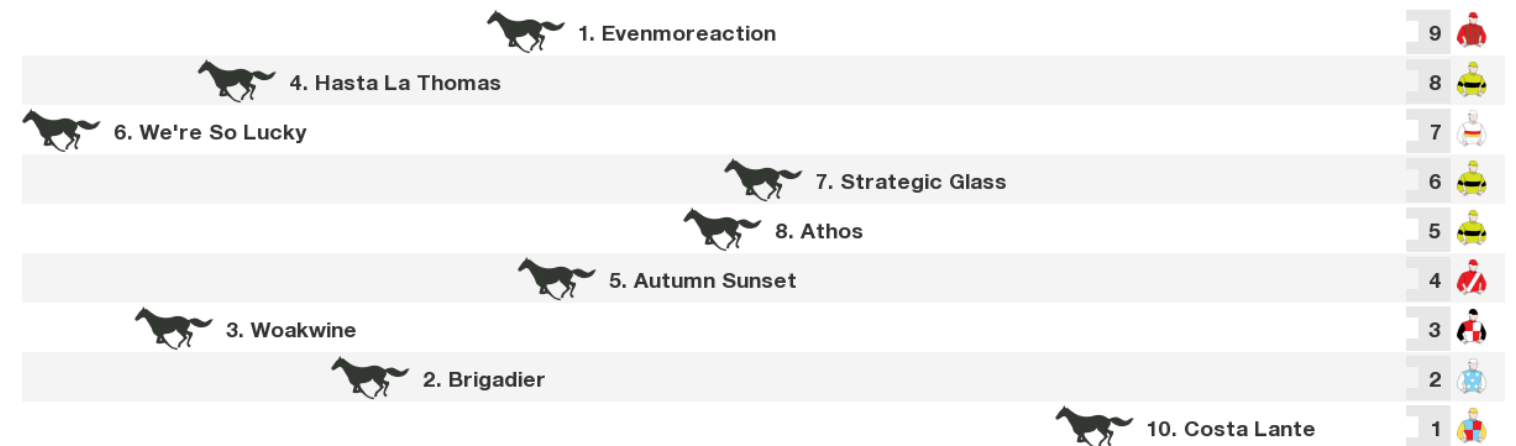 1. Evenmoreaction 9
4. Hasta La Thomas 8
6. We're So Lucky 7
7. Strategic Glass 6
8. Athos 5
5. Autumn Sunset 4
3. Woakwine 3
2. Brigadier 2
10. Costa Lante 1